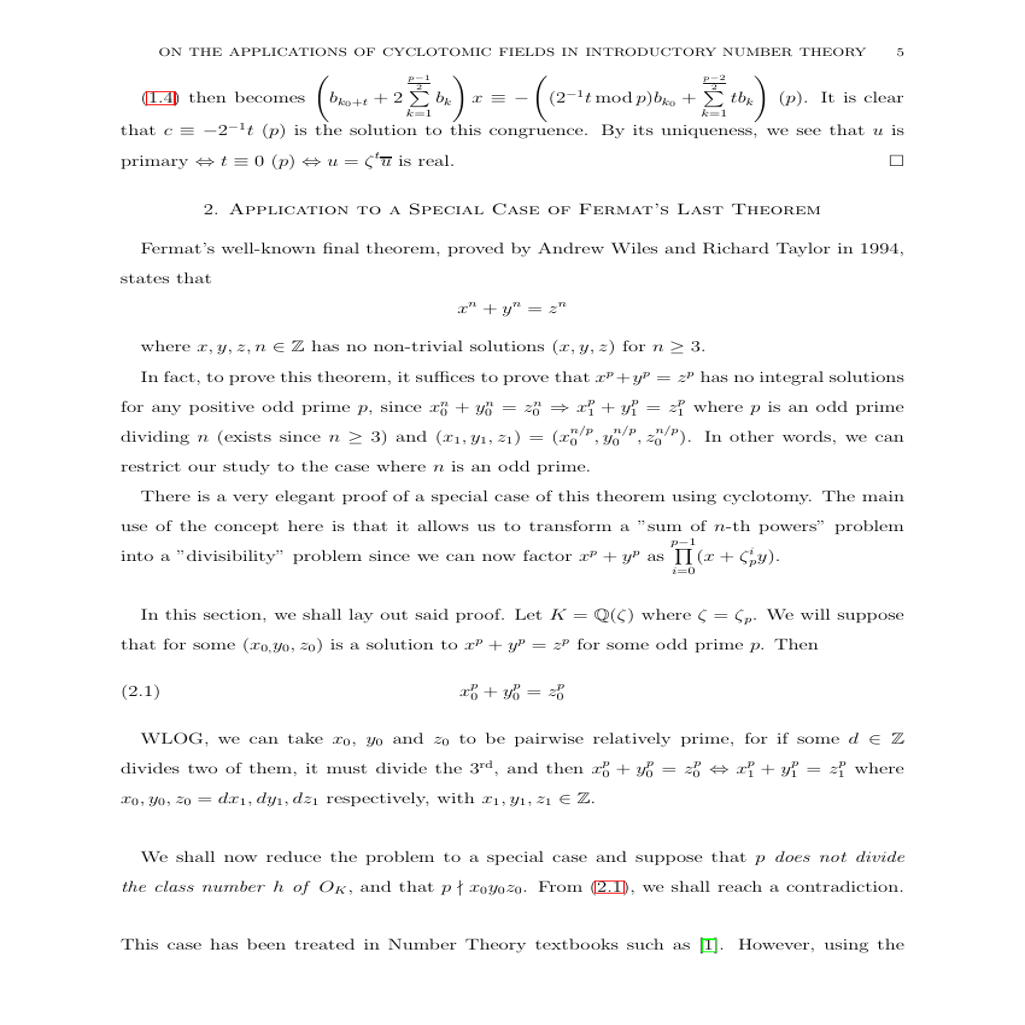 ON THE APPLICATIONS OF CYCLOTOMIC FIELDS IN INTRODUCTORY NUMBER THEORY 5
(1.4) then becomes $\left(b_{k_0+t} + 2\sum_{k=1}^{\frac{p-1}{2}} b_k\right) x \equiv -\left((2^{-1}t \bmod p)b_{k_0} + \sum_{k=1}^{\frac{p-2}{2}} tb_k\right)$ (p). It is clear
that $c \equiv -2^{-1}t$ (p) is the solution to this congruence. By its uniqueness, we see that $u$ is
primary ⇔ $t \equiv 0$ (p) ⇔ $u = \zeta^t\overline{u}$ is real. □
2. Application to a Special Case of Fermat's Last Theorem
Fermat's well-known final theorem, proved by Andrew Wiles and Richard Taylor in 1994,
states that
$x^n + y^n = z^n$
where $x, y, z, n \in \mathbb{Z}$ has no non-trivial solutions $(x, y, z)$ for $n \geq 3$.
In fact, to prove this theorem, it suffices to prove that $x^p + y^p = z^p$ has no integral solutions
for any positive odd prime $p$, since $x_0^n + y_0^n = z_0^n \Rightarrow x_1^p + y_1^p = z_1^p$ where $p$ is an odd prime
dividing $n$ (exists since $n \geq 3$) and $(x_1, y_1, z_1) = (x_0^{n/p}, y_0^{n/p}, z_0^{n/p})$. In other words, we can
restrict our study to the case where $n$ is an odd prime.
There is a very elegant proof of a special case of this theorem using cyclotomy. The main
use of the concept here is that it allows us to transform a ”sum of $n$-th powers” problem
into a ”divisibility” problem since we can now factor $x^p + y^p$ as $\prod_{i=0}^{p-1}(x + \zeta_p^i y)$.
In this section, we shall lay out said proof. Let $K = \mathbb{Q}(\zeta)$ where $\zeta = \zeta_p$. We will suppose
that for some $(x_{0,}y_0, z_0)$ is a solution to $x^p + y^p = z^p$ for some odd prime $p$. Then
(2.1) $x_0^p + y_0^p = z_0^p$
WLOG, we can take $x_0$, $y_0$ and $z_0$ to be pairwise relatively prime, for if some $d \in \mathbb{Z}$
divides two of them, it must divide the 3$^{rd}$, and then $x_0^p + y_0^p = z_0^p \Leftrightarrow x_1^p + y_1^p = z_1^p$ where
$x_0, y_0, z_0 = dx_1, dy_1, dz_1$ respectively, with $x_1, y_1, z_1 \in \mathbb{Z}$.
We shall now reduce the problem to a special case and suppose that $p$ does not divide
the class number $h$ of $O_K$, and that $p \nmid x_0y_0z_0$. From (2.1), we shall reach a contradiction.
This case has been treated in Number Theory textbooks such as [1]. However, using the